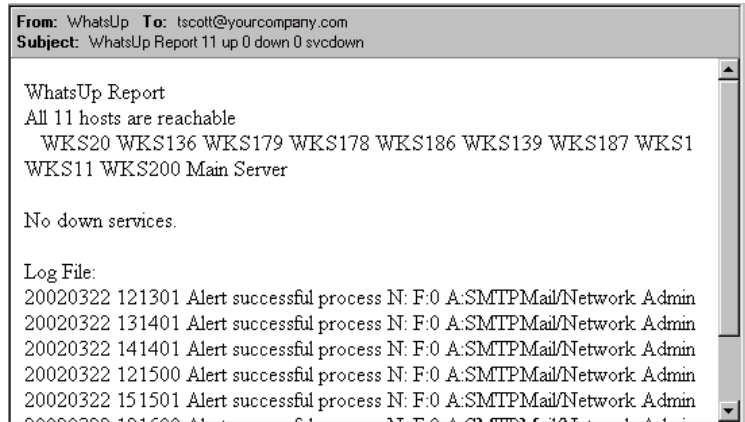 From: WhatsUp To: tscott@yourcompany.com
Subject: WhatsUp Report 11 up 0 down 0 svcdown
WhatsUp Report
All 11 hosts are reachable
WKS20 WKS136 WKS179 WKS178 WKS186 WKS139 WKS187 WKS1
WKS11 WKS200 Main Server
No down services.
Log File:
20020322 121301 Alert successful process N: F:0 A:SMTPMail/Network Admin
20020322 131401 Alert successful process N: F:0 A:SMTPMail/Network Admin
20020322 141401 Alert successful process N: F:0 A:SMTPMail/Network Admin
20020322 121500 Alert successful process N: F:0 A:SMTPMail/Network Admin
20020322 151501 Alert successful process N: F:0 A:SMTPMail/Network Admin